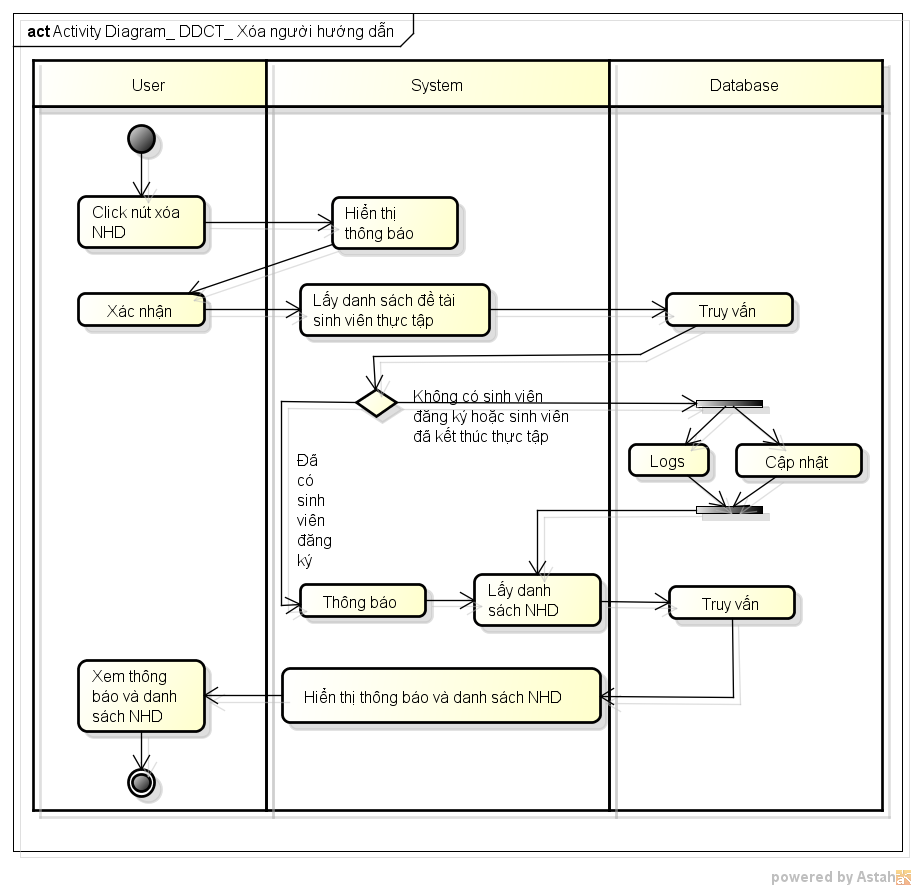 act Activity Diagram_ DDCT_ Xóa người hướng dẫn
User
System
Database
Click nút xóa
NHD
Hiển thị
thông báo
Xác nhận
Lấy danh sách đề tài
sinh viên thực tập
Truy vấn
Không có sinh viên
đăng ký hoặc sinh viên
đã kết thúc thực tập
Logs
Cập nhật
Đã
có
sinh
viên
đăng
ký
Thông báo
Lấy danh
sách NHD
Truy vấn
Xem thông
báo và danh
sách NHD
Hiển thị thông báo và danh sách NHD
powered by Astah